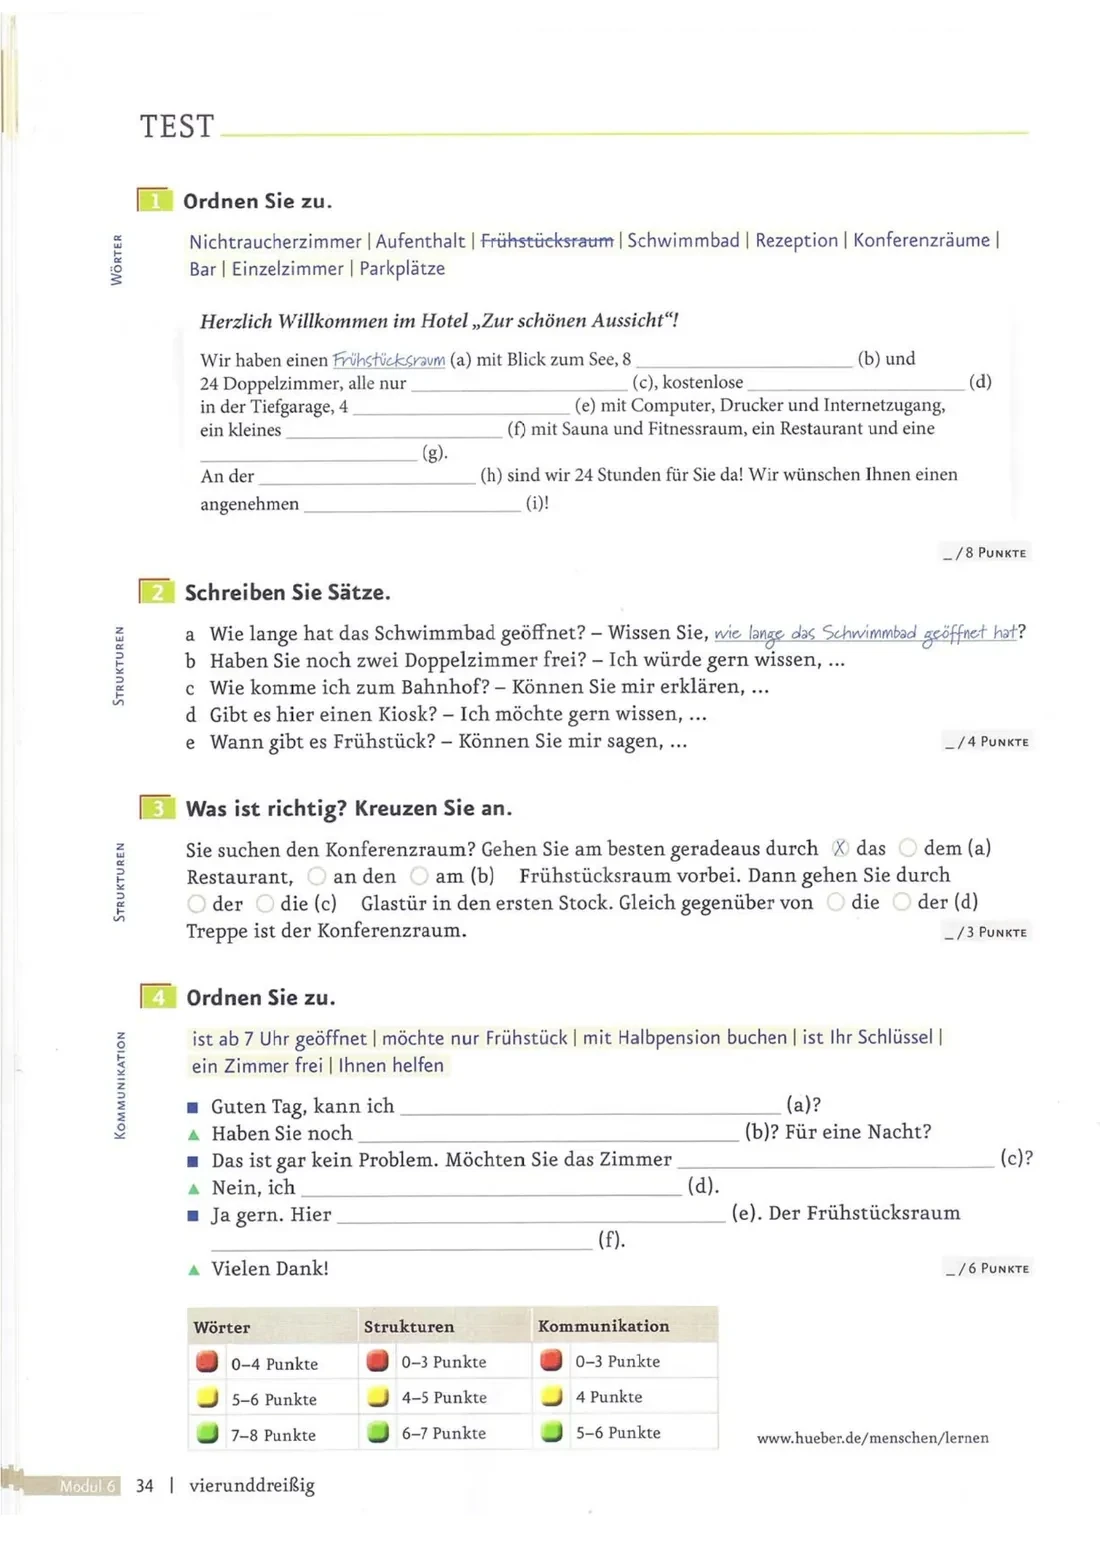 TEST
1 Ordnen Sie zu.
WÖRTER
Nichtraucherzimmer | Aufenthalt | Frühstücksraum | Schwimmbad | Rezeption | Konferenzräume |
Bar | Einzelzimmer | Parkplätze
Herzlich Willkommen im Hotel „Zur schönen Aussicht“!
Wir haben einen Frühstücksraum (a) mit Blick zum See, 8 ____ (b) und
24 Doppelzimmer, alle nur ____ (c), kostenlose ____ (d)
in der Tiefgarage, 4 ____ (e) mit Computer, Drucker und Internetzugang,
ein kleines ____ (f) mit Sauna und Fitnessraum, ein Restaurant und eine
____ (g).
An der ____ (h) sind wir 24 Stunden für Sie da! Wir wünschen Ihnen einen
angenehmen ____ (i)!
_/8 PUNKTE
2 Schreiben Sie Sätze.
STRUKTUREN
a Wie lange hat das Schwimmbad geöffnet? – Wissen Sie, wie lange das Schwimmbad geöffnet hat?
b Haben Sie noch zwei Doppelzimmer frei? – Ich würde gern wissen, ...
c Wie komme ich zum Bahnhof? – Können Sie mir erklären, ...
d Gibt es hier einen Kiosk? – Ich möchte gern wissen, ...
e Wann gibt es Frühstück? – Können Sie mir sagen, ...
_/4 PUNKTE
3 Was ist richtig? Kreuzen Sie an.
STRUKTUREN
Sie suchen den Konferenzraum? Gehen Sie am besten geradeaus durch X das ○ dem (a)
Restaurant, ○ an den ○ am (b) Frühstücksraum vorbei. Dann gehen Sie durch
○ der ○ die (c) Glastür in den ersten Stock. Gleich gegenüber von ○ die ○ der (d)
Treppe ist der Konferenzraum.
_/3 PUNKTE
4 Ordnen Sie zu.
KOMMUNIKATION
ist ab 7 Uhr geöffnet | möchte nur Frühstück | mit Halbpension buchen | ist Ihr Schlüssel |
ein Zimmer frei | Ihnen helfen
■ Guten Tag, kann ich ____ (a)?
▲ Haben Sie noch ____ (b)? Für eine Nacht?
■ Das ist gar kein Problem. Möchten Sie das Zimmer ____ (c)?
▲ Nein, ich ____ (d).
■ Ja gern. Hier ____ (e). Der Frühstücksraum
____ (f).
▲ Vielen Dank!
_/6 PUNKTE
Wörter Strukturen Kommunikation
0–4 Punkte 0–3 Punkte 0–3 Punkte
5–6 Punkte 4–5 Punkte 4 Punkte
7–8 Punkte 6–7 Punkte 5–6 Punkte
www.hueber.de/menschen/lernen
Modul 6 34 | vierunddreißig